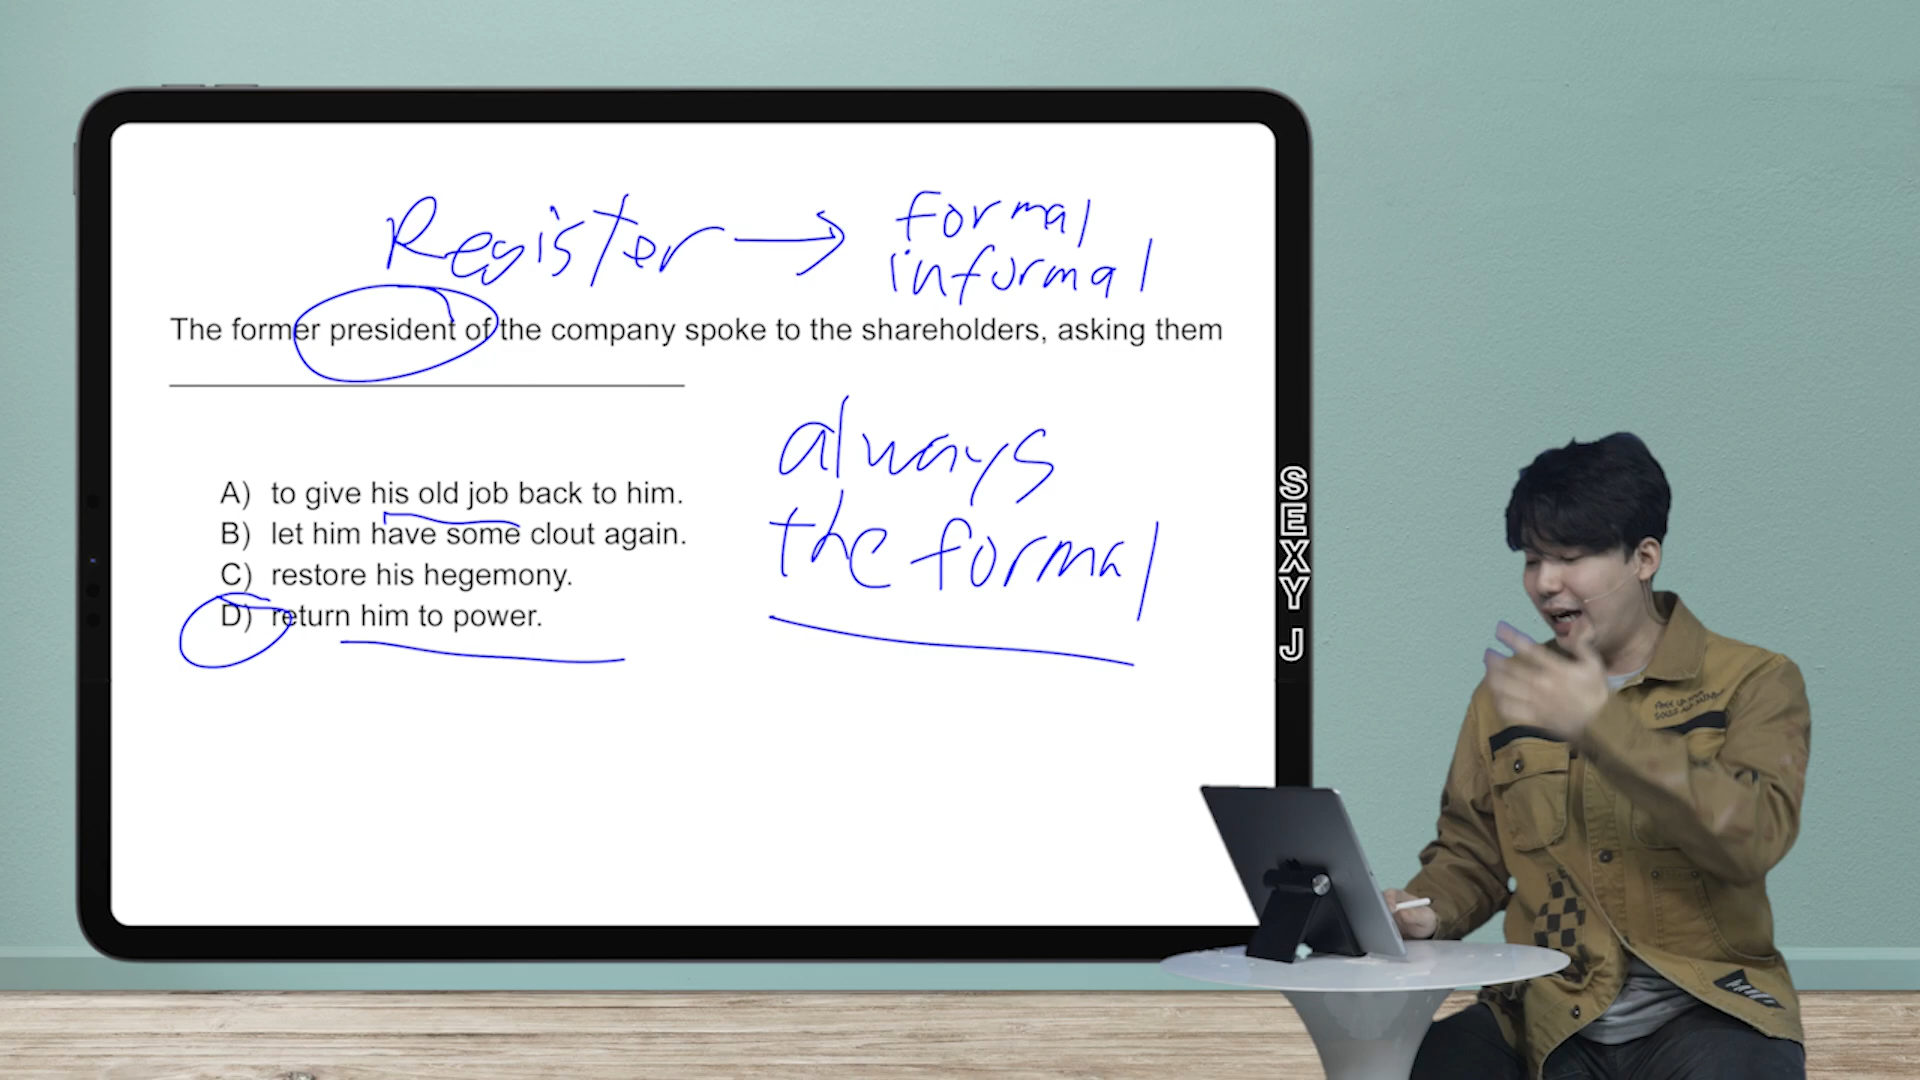 Register → formal
informal
The former president of the company spoke to the shareholders, asking them
always
the formal
A) to give his old job back to him.
B) let him have some clout again.
C) restore his hegemony.
D) return him to power.
SEXY J